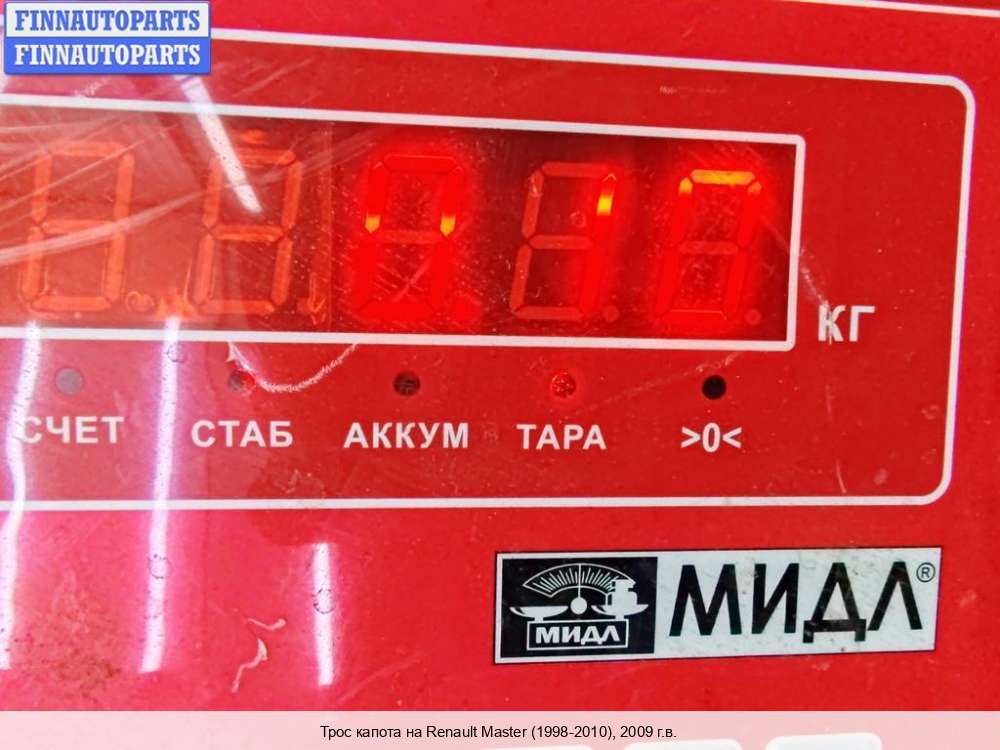 FINNAUTOPARTS
FINNAUTOPARTS
0.10
КГ
СЧЕТ СТАБ АККУМ ТАРА >0<
МИДЛ МИДЛ®
Трос капота на Renault Master (1998-2010), 2009 г.в.